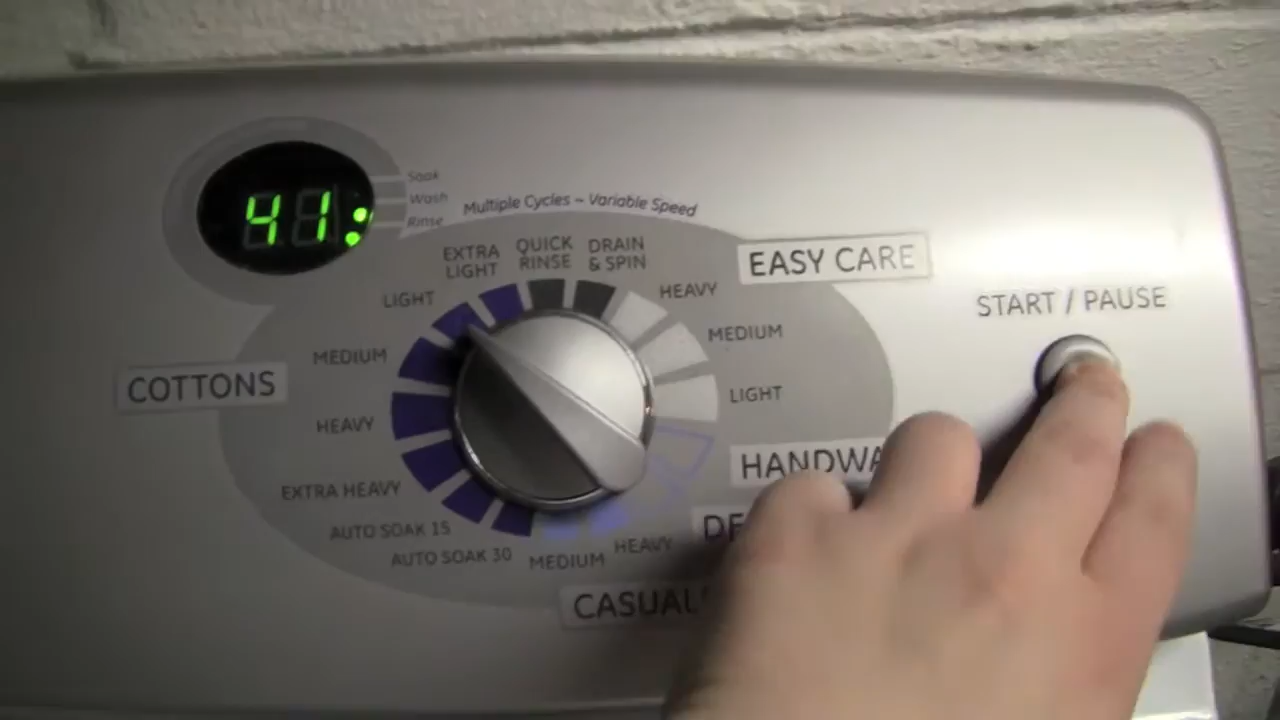 41:
Soak
Wash
Rinse
Multiple Cycles ~ Variable Speed
EXTRA
LIGHT
QUICK
RINSE
DRAIN
& SPIN
EASY CARE
HEAVY
MEDIUM
LIGHT
START / PAUSE
LIGHT
MEDIUM
COTTONS
HEAVY
EXTRA HEAVY
AUTO SOAK 15
AUTO SOAK 30
MEDIUM
HEAVY